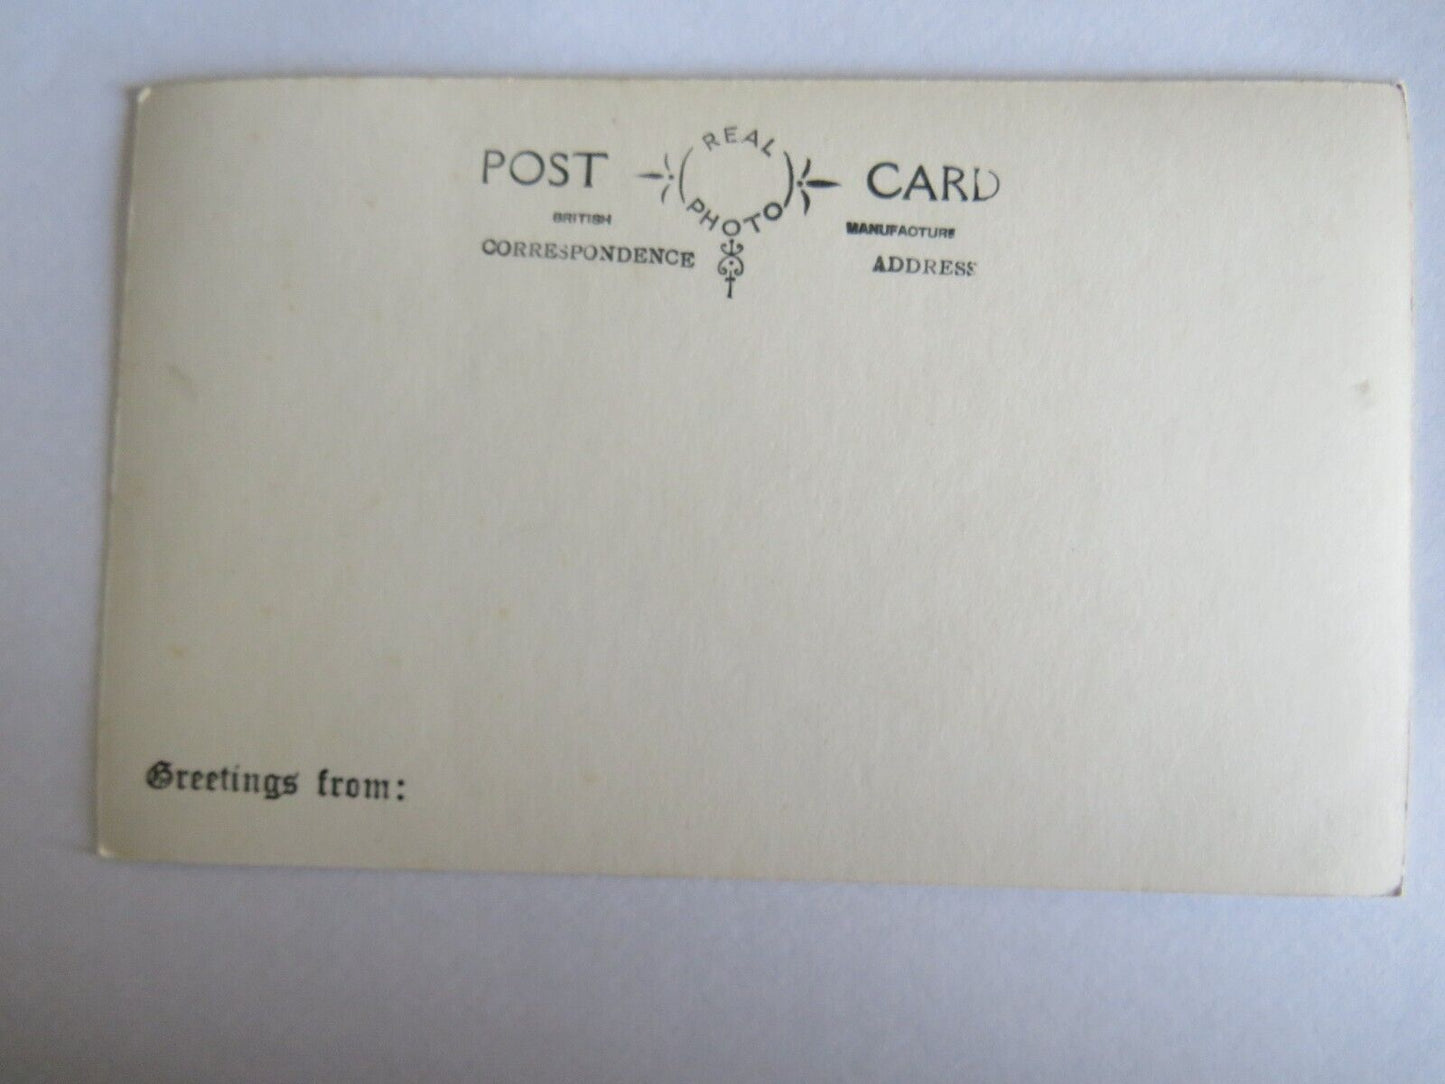 POST REAL PHOTO CARD
BRITISH MANUFACTURE
CORRESPONDENCE ADDRESS
Greetings from: